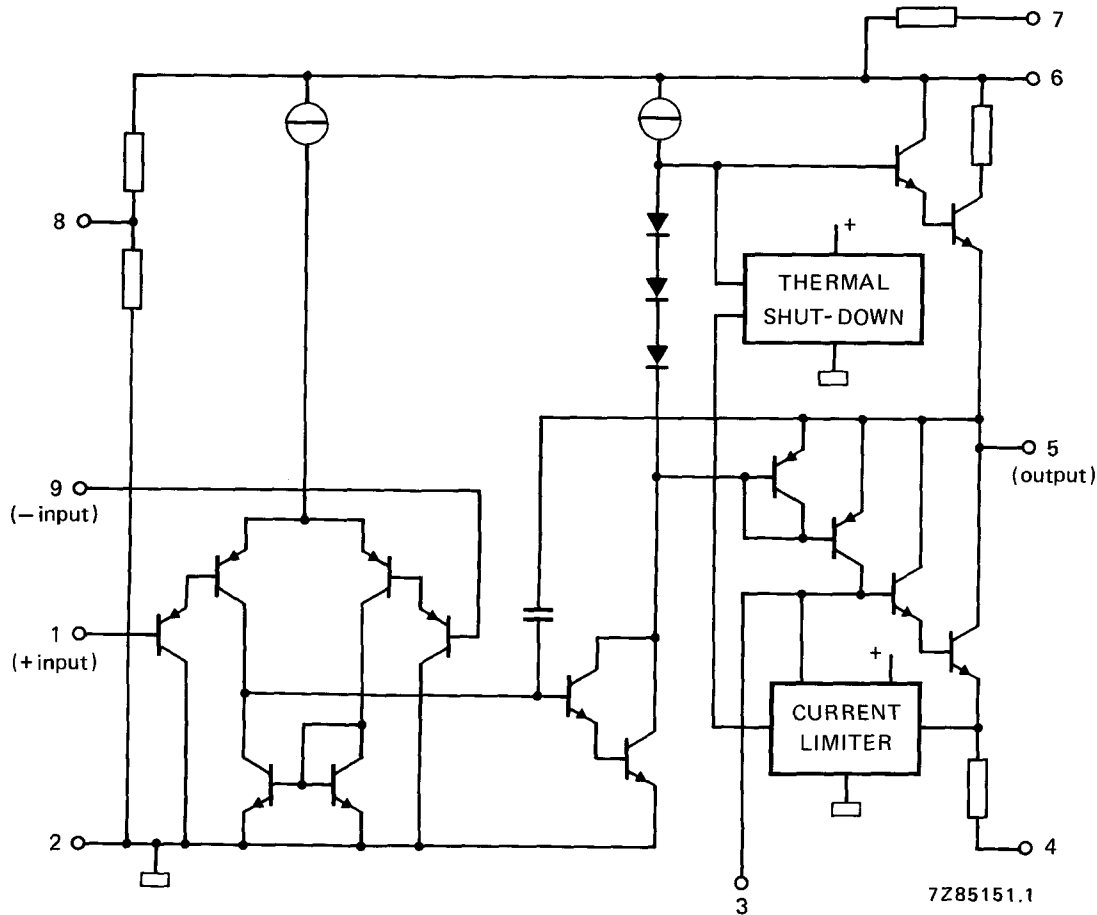 7
6
8
+
THERMAL
SHUT-DOWN
5
(output)
9
(– input)
1
(+ input)
+
CURRENT
LIMITER
2
4
3
7Z85151.1